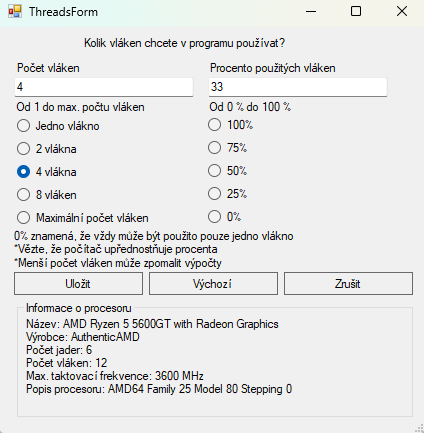 ThreadsForm
Kolik vláken chcete v programu používat?
Počet vláken
Procento použitých vláken
4
33
Od 1 do max. počtu vláken
Od 0 % do 100 %
Jedno vlákno
100%
2 vlákna
75%
4 vlákna
50%
8 vláken
25%
Maximální počet vláken
0%
0% znamená, že vždy může být použito pouze jedno vlákno
*Vězte, že počítač upřednostňuje procenta
*Menší počet vláken může zpomalit výpočty
Uložit
Výchozí
Zrušit
Informace o procesoru
Název: AMD Ryzen 5 5600GT with Radeon Graphics
Výrobce: AuthenticAMD
Počet jader: 6
Počet vláken: 12
Max. taktovací frekvence: 3600 MHz
Popis procesoru: AMD64 Family 25 Model 80 Stepping 0